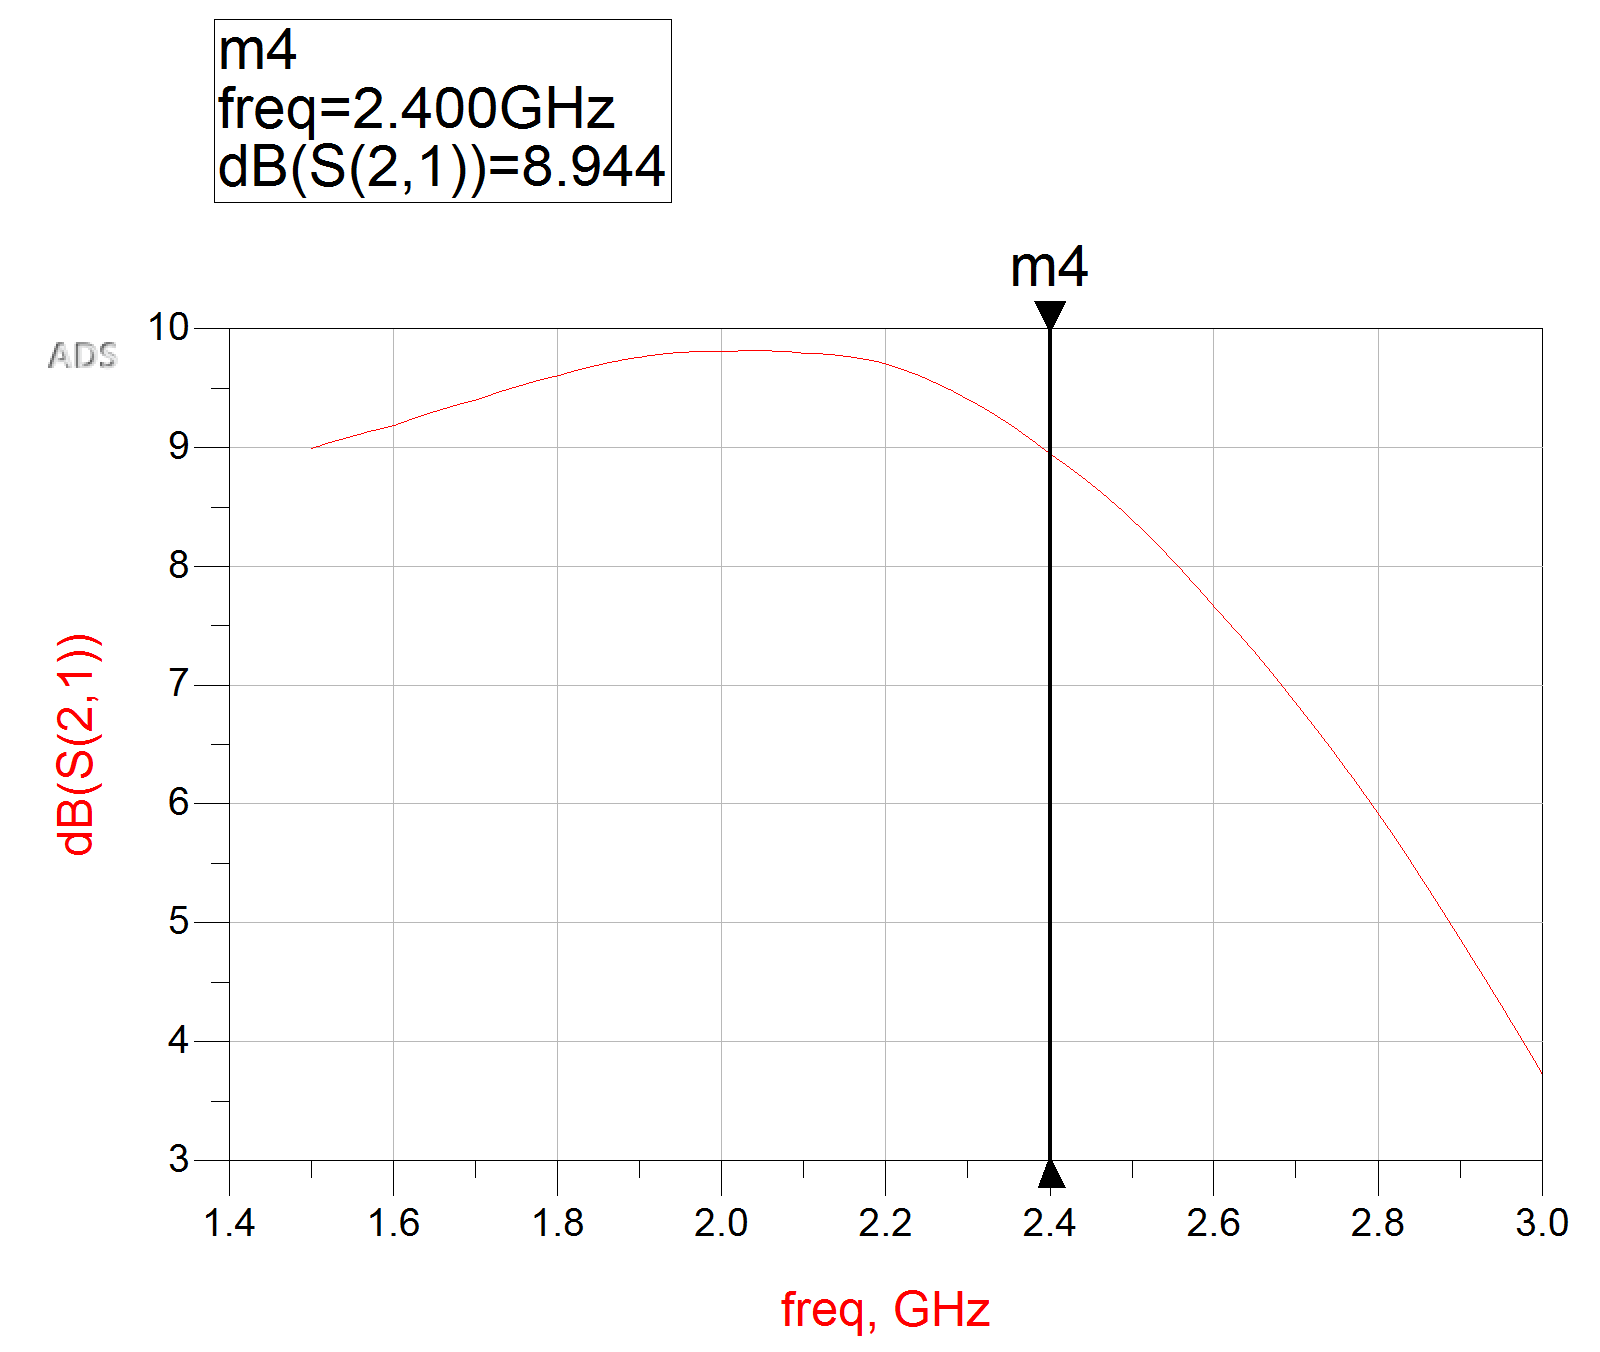 m4
freq=2.400GHz
dB(S(2,1))=8.944
m4
ADS
10
9
8
7
6
5
4
3
dB(S(2,1))
1.4 1.6 1.8 2.0 2.2 2.4 2.6 2.8 3.0
freq, GHz